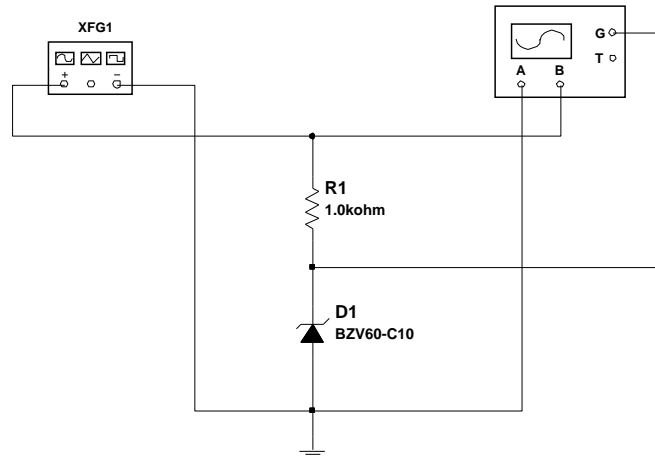 XFG1
+ −
G
T
A B
R1
1.0kohm
D1
BZV60-C10